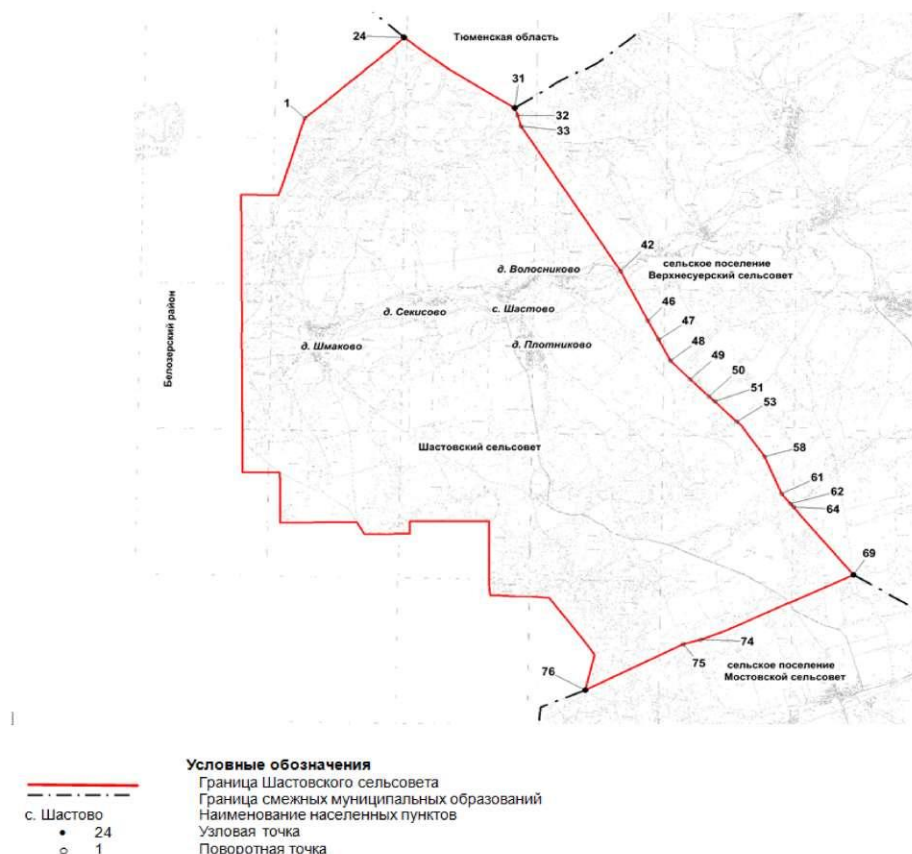 24
Тюменская область
31
1
32
33
42
д. Волосниково
сельское поселение
Верхнесуерский сельсовет
Белозерский район
д. Секисово
с. Шастово
46
47
д. Шмаково
д. Плотниково
48
49
50
51
53
Шастовский сельсовет
58
61
62
64
69
74
75
76
сельское поселение
Мостовской сельсовет
Условные обозначения
Граница Шастовского сельсовета
Граница смежных муниципальных образований
с. Шастово Наименование населенных пунктов
24 Узловая точка
1 Поворотная точка